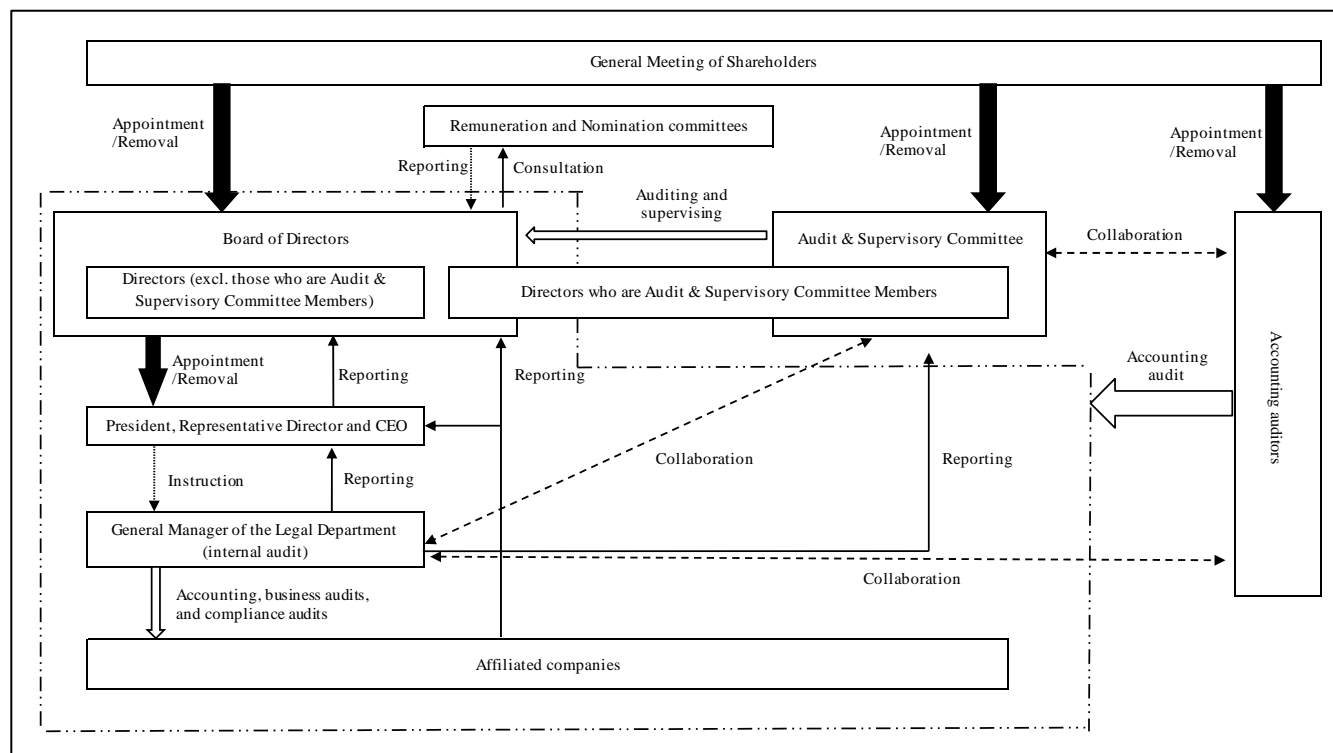 General Meeting of Shareholders
Appointment
/Removal
Remuneration and Nomination committees
Appointment
/Removal
Appointment
/Removal
Reporting
Consultation
Auditing and
supervising
Board of Directors
Audit & Supervisory Committee
Collaboration
Directors (excl. those who are Audit &
Supervisory Committee Members)
Directors who are Audit & Supervisory Committee Members
Appointment
/Removal
Reporting
Reporting
Accounting
audit
Accounting auditors
President, Representative Director and CEO
Collaboration
Reporting
Instruction
Reporting
General Manager of the Legal Department
(internal audit)
Collaboration
Accounting, business audits,
and compliance audits
Affiliated companies